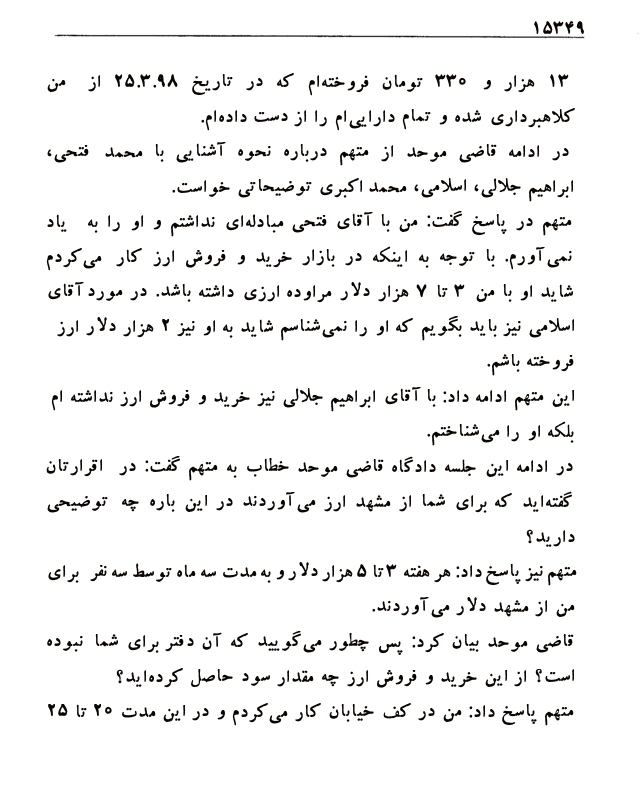 ۱۵۳۴۹
۱۳ هزار و ۳۳۰ تومان فروخته‌ام که در تاریخ ۲۵.۳.۹۸ از من
کلاهبرداری شده و تمام دارایی‌ام را از دست داده‌ام.
در ادامه قاضی موحد از متهم درباره نحوه آشنایی با محمد فتحی،
ابراهیم جلالی، اسلامی، محمد اکبری توضیحاتی خواست.
متهم در پاسخ گفت: من با آقای فتحی مبادله‌ای نداشتم و او را به یاد
نمی‌آورم. با توجه به اینکه در بازار خرید و فروش ارز کار می‌کردم
شاید او با من ۳ تا ۷ هزار دلار مراوده ارزی داشته باشد. در مورد آقای
اسلامی نیز باید بگویم که او را نمی‌شناسم شاید به او نیز ۲ هزار دلار ارز
فروخته باشم.
این متهم ادامه داد: با آقای ابراهیم جلالی نیز خرید و فروش ارز نداشته ام
بلکه او را می‌شناختم.
در ادامه این جلسه دادگاه قاضی موحد خطاب به متهم گفت: در اقرارتان
گفته‌اید که برای شما از مشهد ارز می‌آوردند در این باره چه توضیحی
دارید؟
متهم نیز پاسخ داد: هر هفته ۳ تا ۵ هزار دلار و به مدت سه ماه توسط سه نفر برای
من از مشهد دلار می‌آوردند.
قاضی موحد بیان کرد: پس چطور می‌گویید که آن دفتر برای شما نبوده
است؟ از این خرید و فروش ارز چه مقدار سود حاصل کرده‌اید؟
متهم پاسخ داد: من در کف خیابان کار می‌کردم و در این مدت ۲۰ تا ۲۵